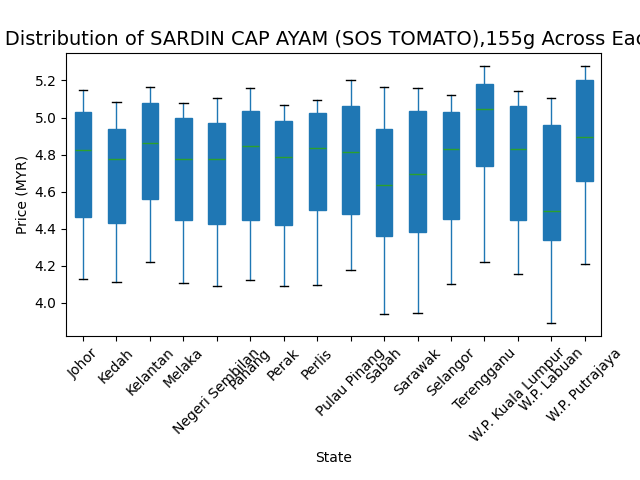 Distribution of SARDIN CAP AYAM (SOS TOMATO),155g Across Eac
5.2
5.0
4.8
4.6
4.4
4.2
4.0
Price (MYR)
Johor
Kedah
Kelantan
Melaka
Negeri Sembilan
Pahang
Perak
Perlis
Pulau Pinang
Sabah
Sarawak
Selangor
Terengganu
W.P. Kuala Lumpur
W.P. Labuan
W.P. Putrajaya
State